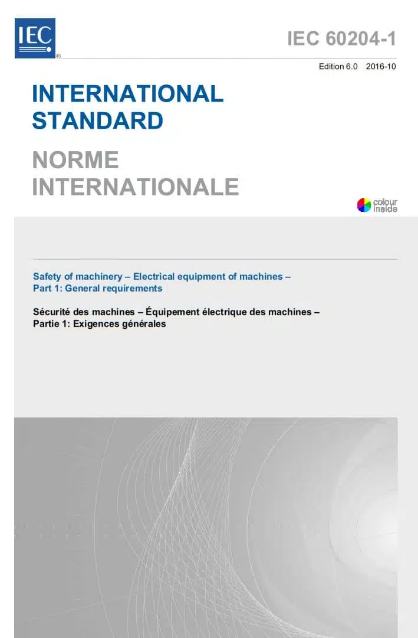 IEC
®
IEC 60204-1
Edition 6.0 2016-10
INTERNATIONAL
STANDARD
NORME
INTERNATIONALE
colour
inside
Safety of machinery – Electrical equipment of machines –
Part 1: General requirements
Sécurité des machines – Équipement électrique des machines –
Partie 1: Exigences générales